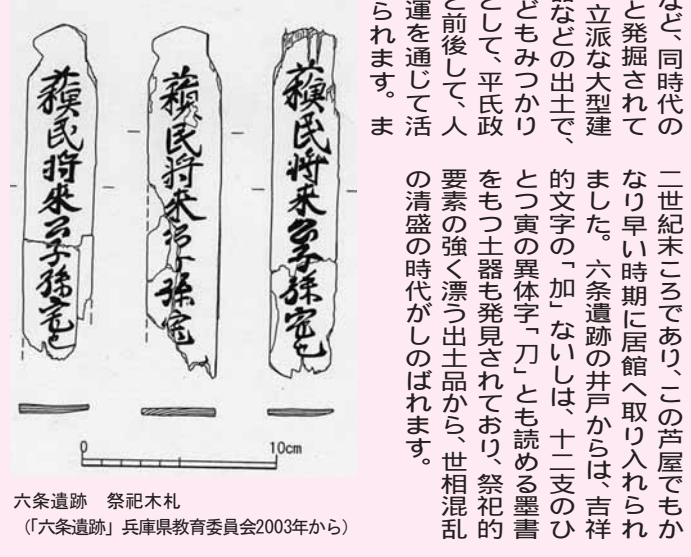 など、同時代の
と発掘されて
立派な大型建
などの出土で、
どもみつかり
として、平氏政
と前後して、人
運を通じて活
られます。ま
二世紀末ころであり、この芦屋でもか
なり早い時期に居館へ取り入れられ
ました。六条遺跡の井戸からは、吉祥
的文字の「加」ないしは、十二支のひ
とつ寅の異体字「刀」とも読める墨書
をもつ土器も発見されており、祭祀的
要素の強く漂う出土品から、世相混乱
の清盛の時代がしのばれます。
民将来子孫宅也
民将来子孫宅
民将来子孫宅也
0 10cm
六条遺跡 祭祀木札
(「六条遺跡」兵庫県教育委員会2003年から)